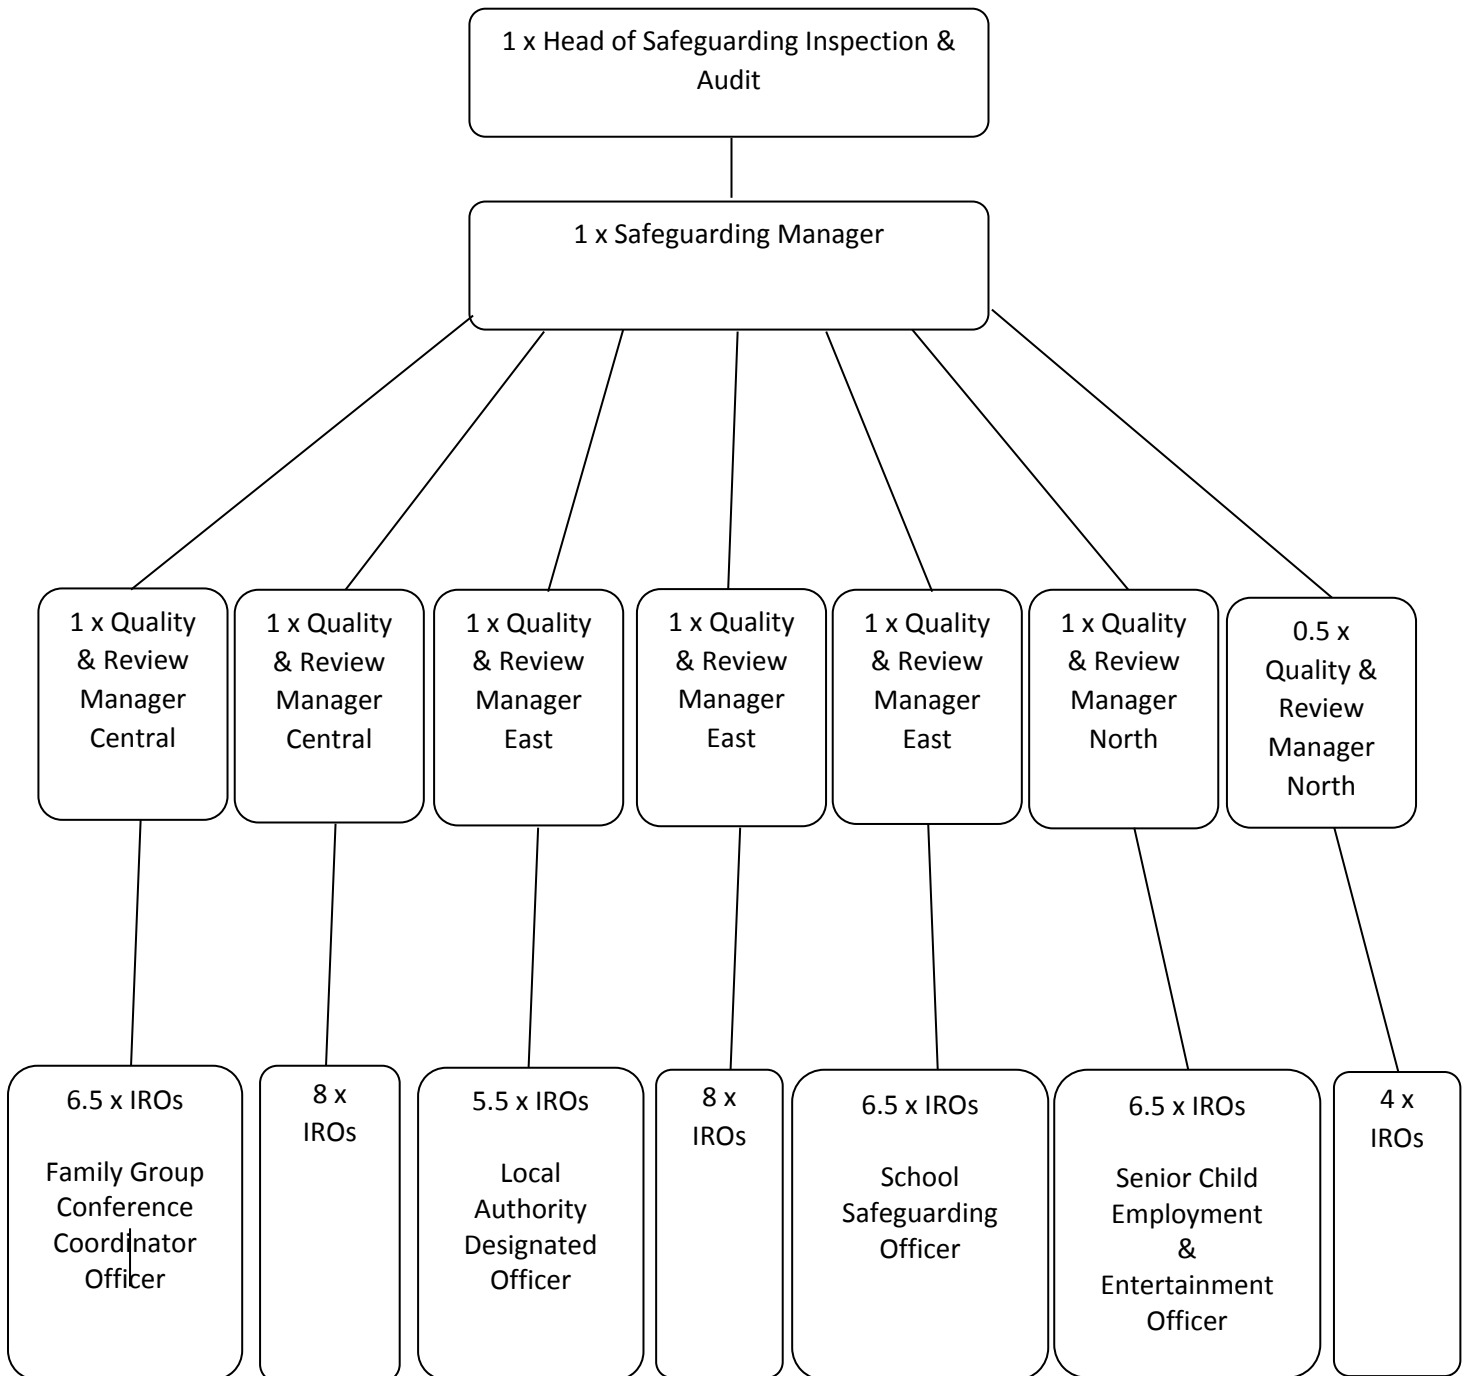 1 x Head of Safeguarding Inspection &
Audit
1 x Safeguarding Manager
1 x Quality
& Review
Manager
Central
1 x Quality
& Review
Manager
Central
1 x Quality
& Review
Manager
East
1 x Quality
& Review
Manager
East
1 x Quality
& Review
Manager
East
1 x Quality
& Review
Manager
North
0.5 x
Quality &
Review
Manager
North
6.5 x IROs
Family Group
Conference
Coordinator
Officer
8 x
IROs
5.5 x IROs
Local
Authority
Designated
Officer
8 x
IROs
6.5 x IROs
School
Safeguarding
Officer
6.5 x IROs
Senior Child
Employment
&
Entertainment
Officer
4 x
IROs